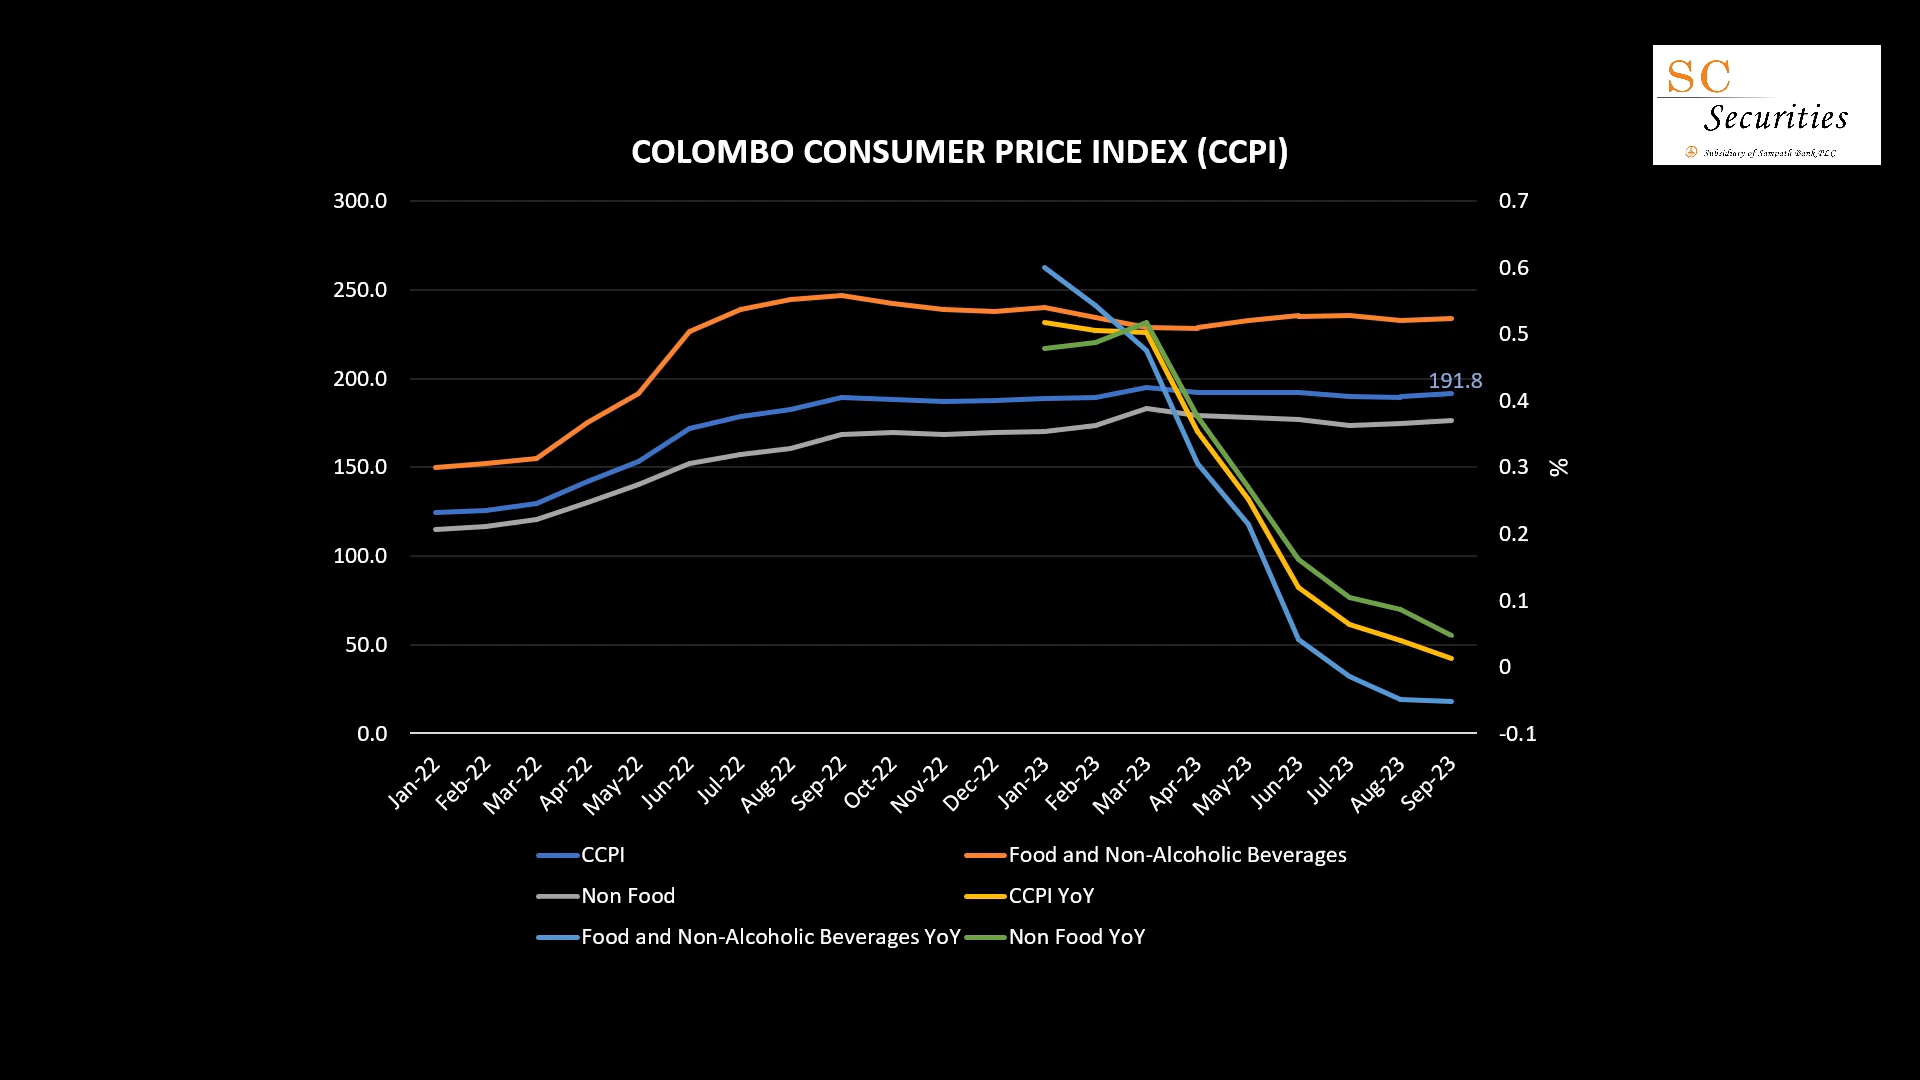 SC
Securities
Subsidiary of Sampath Bank PLC
COLOMBO CONSUMER PRICE INDEX (CCPI)
300.0
250.0
200.0
150.0
100.0
50.0
0.0
0.7
0.6
0.5
0.4
0.3
0.2
0.1
0
-0.1
%
191.8
Jan-22
Feb-22
Mar-22
Apr-22
May-22
Jun-22
Jul-22
Aug-22
Sep-22
Oct-22
Nov-22
Dec-22
Jan-23
Feb-23
Mar-23
Apr-23
May-23
Jun-23
Jul-23
Aug-23
Sep-23
CCPI
Food and Non-Alcoholic Beverages
Non Food
CCPI YoY
Food and Non-Alcoholic Beverages YoY
Non Food YoY